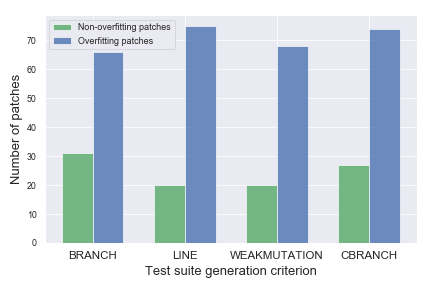 Non-overfitting patches
Overfitting patches
70
60
50
40
30
20
10
0
Number of patches
BRANCH LINE WEAKMUTATION CBRANCH
Test suite generation criterion